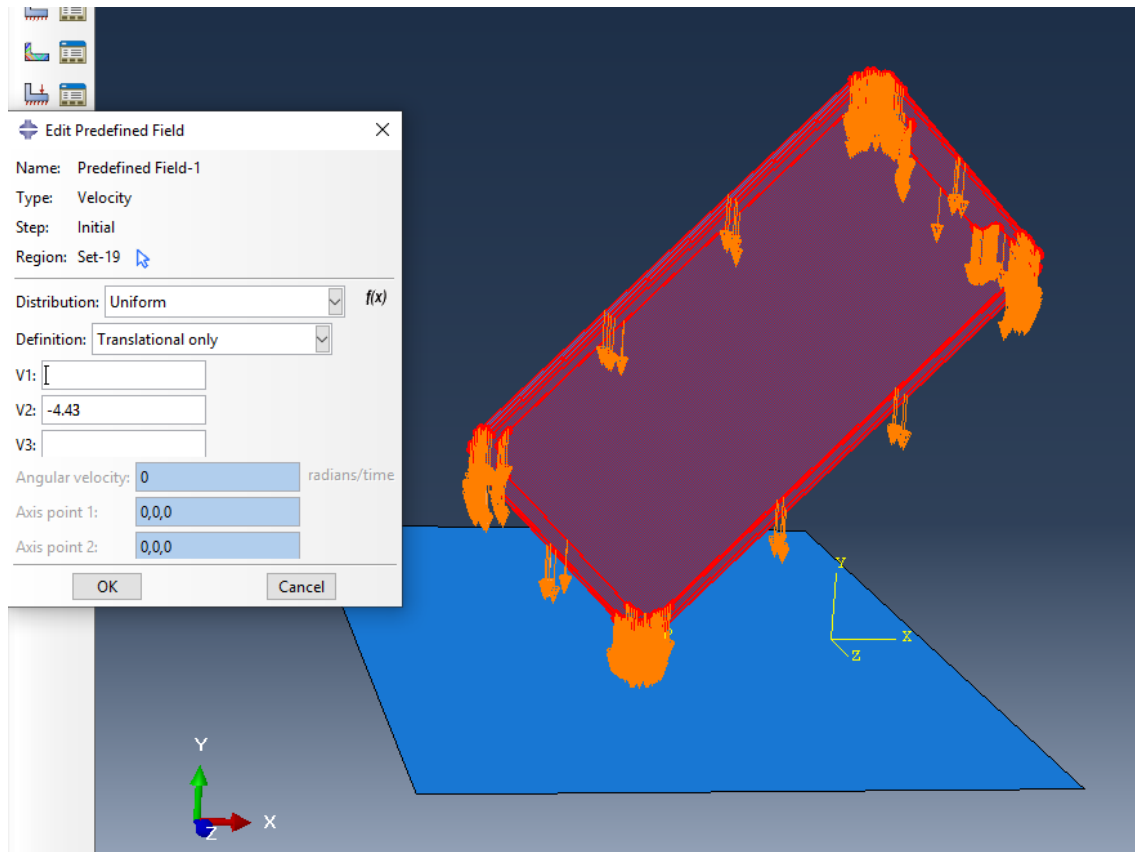 Edit Predefined Field
Name: Predefined Field-1
Type: Velocity
Step: Initial
Region: Set-19
Distribution: Uniform f(x)
Definition: Translational only
V1:
V2: -4.43
V3:
Angular velocity: 0 radians/time
Axis point 1: 0,0,0
Axis point 2: 0,0,0
OK Cancel
Y
X
Z
Y
X
Z